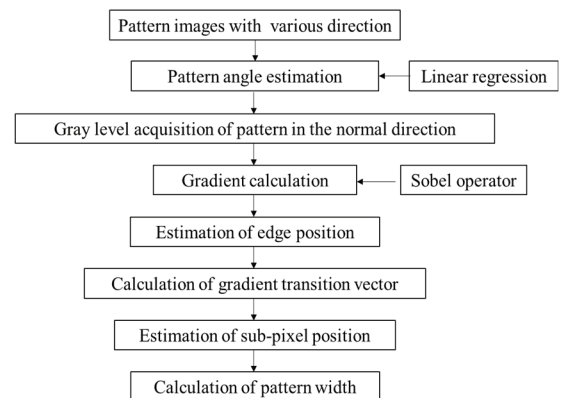 Pattern images with various direction
Pattern angle estimation
Linear regression
Gray level acquisition of pattern in the normal direction
Gradient calculation
Sobel operator
Estimation of edge position
Calculation of gradient transition vector
Estimation of sub-pixel position
Calculation of pattern width